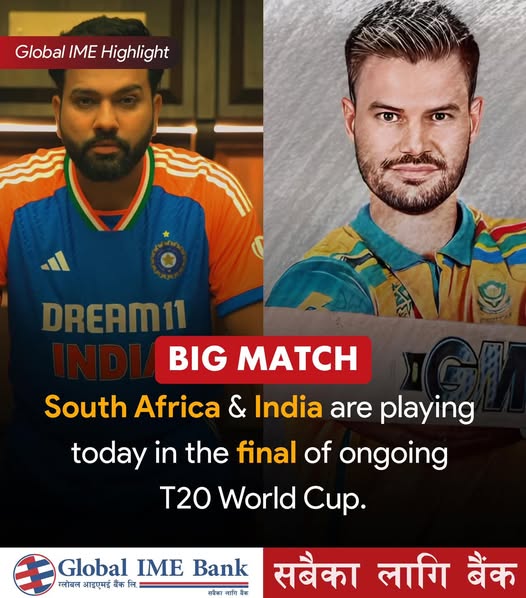 Global IME Highlight
DREAM11
INDIA
GM
BIG MATCH
South Africa & India are playing
today in the final of ongoing
T20 World Cup.
Global IME Bank
ग्लोबल आइएमई बैंक लि.
सबैका लागि बैंक
सबैका लागि बैंक